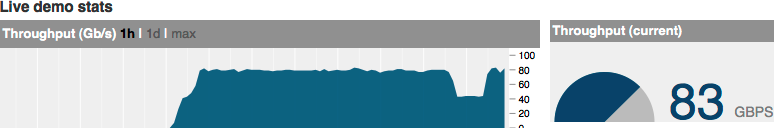 Live demo stats
Throughput (Gb/s) 1h | 1d | max
100
80
60
40
20
0
Throughput (current)
83 GBPS